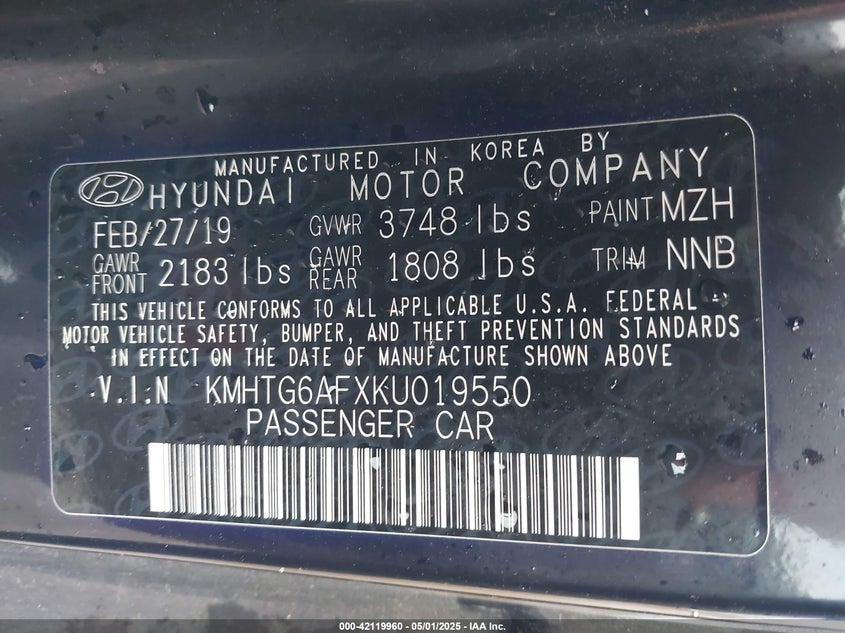 MANUFACTURED IN KOREA BY
HYUNDAI MOTOR COMPANY
FEB/27/19 GVWR 3748 lbs PAINT MZH
GAWR FRONT 2183 lbs GAWR REAR 1808 lbs TRIM NNB
THIS VEHICLE CONFORMS TO ALL APPLICABLE U.S.A. FEDERAL
MOTOR VEHICLE SAFETY, BUMPER, AND THEFT PREVENTION STANDARDS
IN EFFECT ON THE DATE OF MANUFACTURE SHOWN ABOVE
V.I.N KMHTG6AFXKU019550
PASSENGER CAR
000-42119960 - 05/01/2025 - IAA Inc.